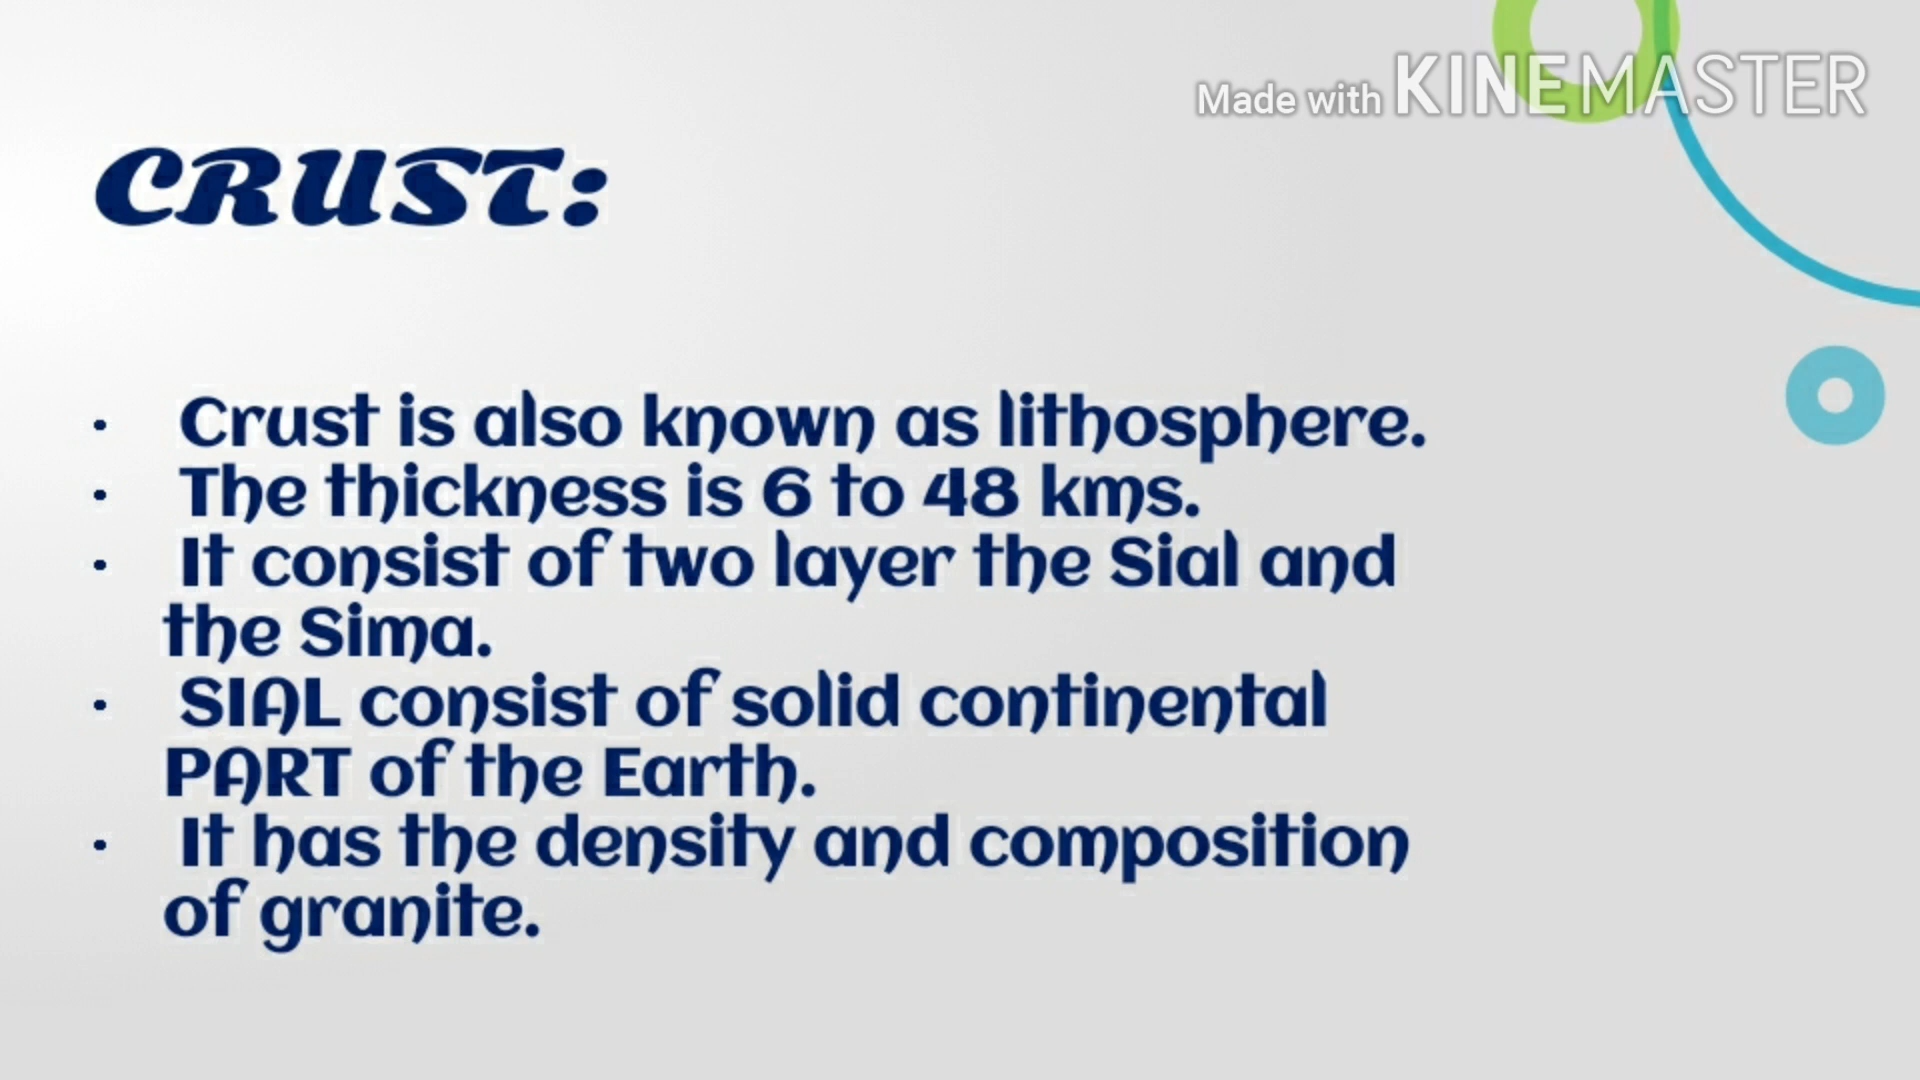 Made with KINEMASTER
CRUST:
• Crust is also known as lithosphere.
• The thickness is 6 to 48 kms.
• It consist of two layer the Sial and
the Sima.
• SIAL consist of solid continental
PART of the Earth.
• It has the density and composition
of granite.